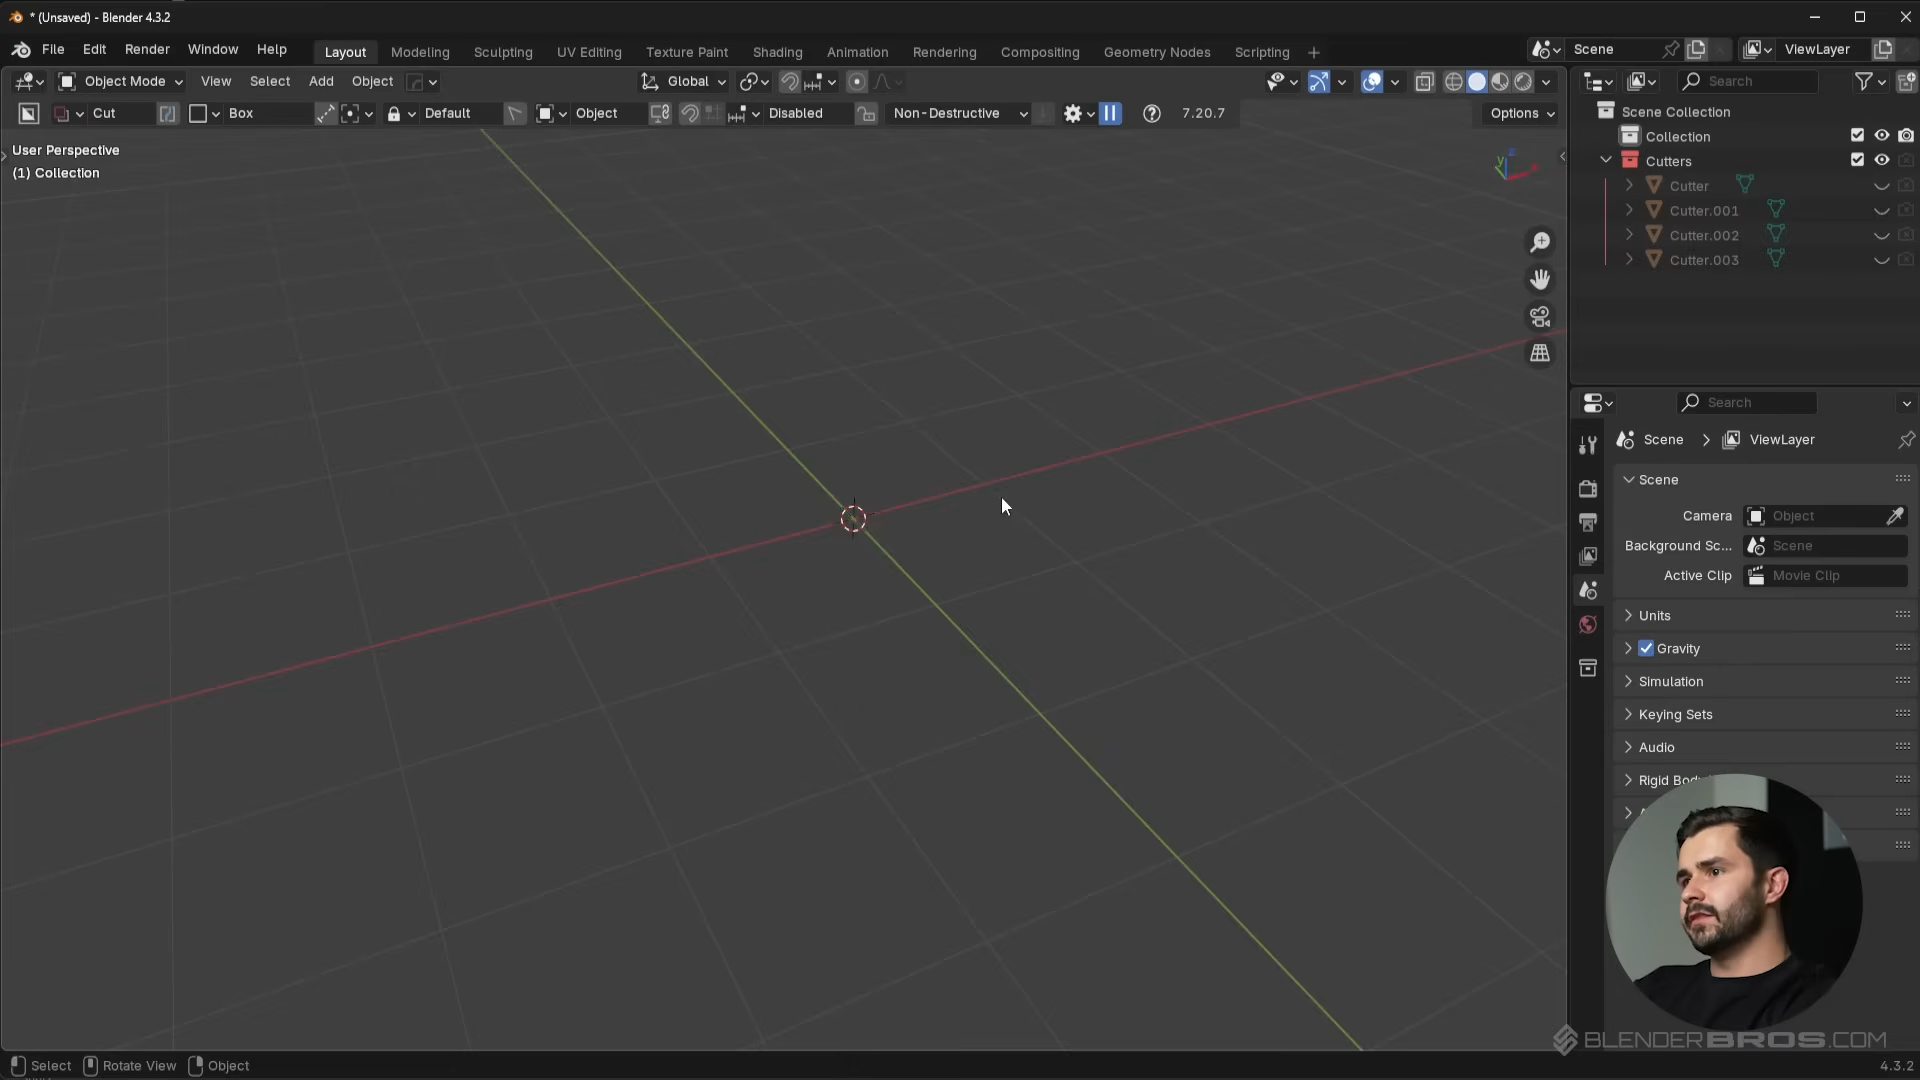 * (Unsaved) - Blender 4.3.2
File Edit Render Window Help Layout Modeling Sculpting UV Editing Texture Paint Shading Animation Rendering Compositing Geometry Nodes Scripting + Scene ViewLayer
Object Mode View Select Add Object Global Search
Cut Box Default Object Disabled Non-Destructive 7.20.7 Options
User Perspective
(1) Collection
Scene Collection
Collection
Cutters
Cutter
Cutter.001
Cutter.002
Cutter.003
Search
Scene ViewLayer
Scene
Camera Object
Background Sc... Scene
Active Clip Movie Clip
Units
Gravity
Simulation
Keying Sets
Audio
Rigid Body
BLENDERBROS.COM
Select Rotate View Object 4.3.2